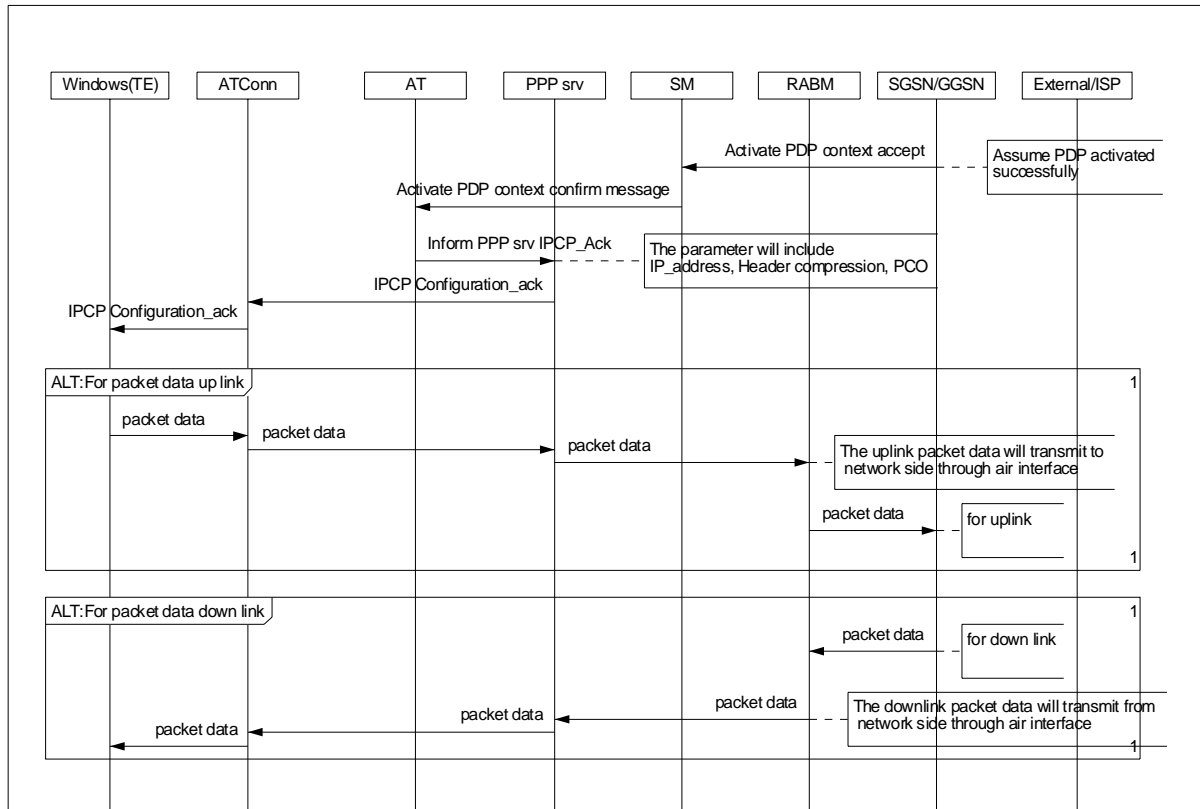 Windows(TE)
ATConn
AT
PPP srv
SM
RABM
SGSN/GGSN
External/ISP
Activate PDP context accept
Assume PDP activated
successfully
Activate PDP context confirm message
Inform PPP srv IPCP_Ack
The parameter will include
IP_address, Header compression, PCO
IPCP Configuration_ack
IPCP Configuration_ack
ALT:For packet data up link
1
packet data
packet data
packet data
The uplink packet data will transmit to
network side through air interface
packet data
for uplink
1
ALT:For packet data down link
1
packet data
for down link
packet data
The downlink packet data will transmit from
network side through air interface
packet data
packet data
1